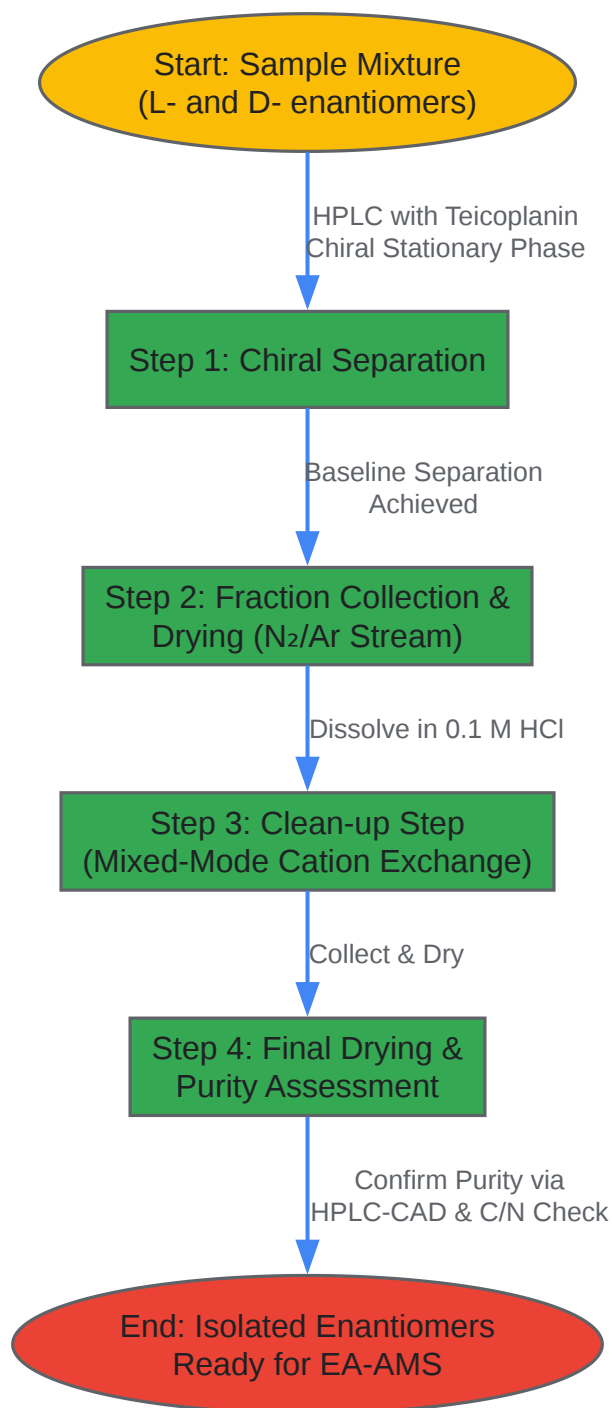 Start: Sample Mixture
(L- and D- enantiomers)
HPLC with Teicoplanin
Chiral Stationary Phase
Step 1: Chiral Separation
Baseline Separation
Achieved
Step 2: Fraction Collection &
Drying (N₂/Ar Stream)
Dissolve in 0.1 M HCl
Step 3: Clean-up Step
(Mixed-Mode Cation Exchange)
Collect & Dry
Step 4: Final Drying &
Purity Assessment
Confirm Purity via
HPLC-CAD & C/N Check
End: Isolated Enantiomers
Ready for EA-AMS